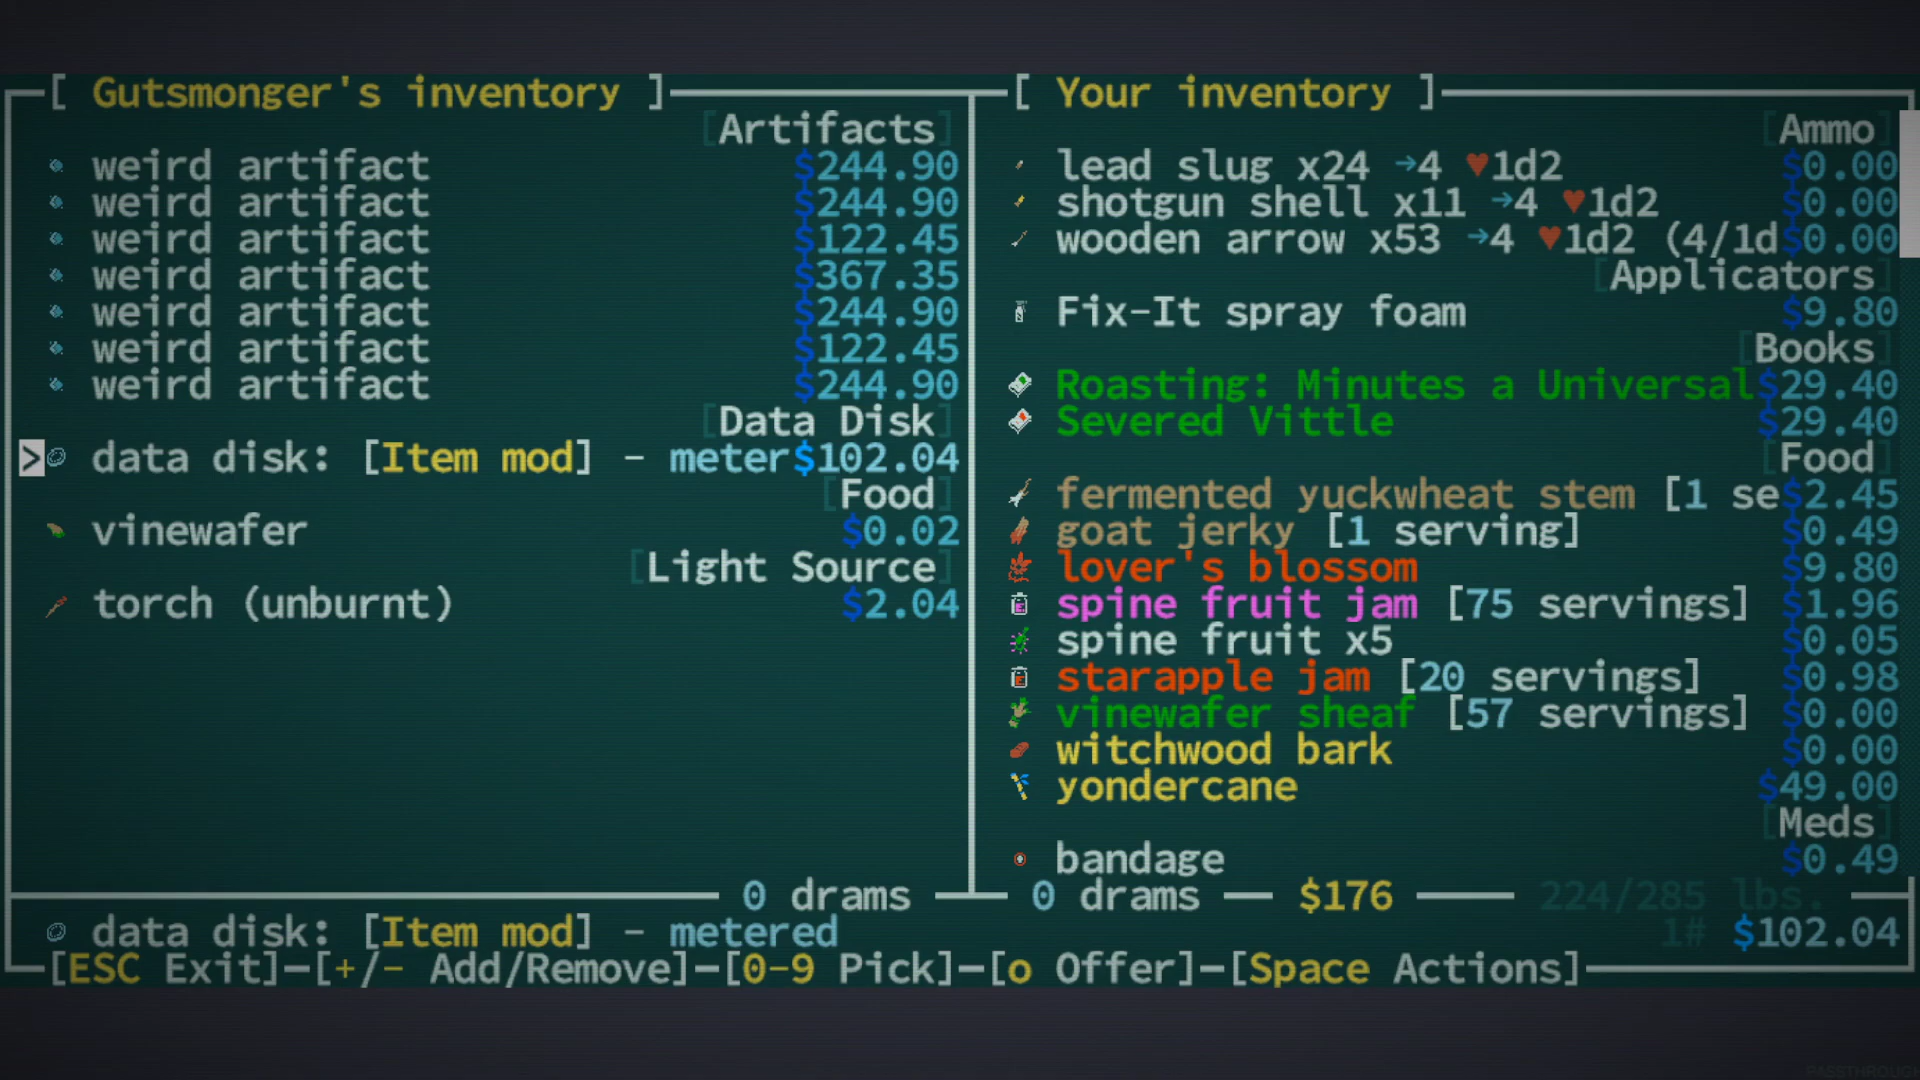 [ Gutsmonger's inventory ]
[Artifacts]
weird artifact $244.90
weird artifact $244.90
weird artifact $122.45
weird artifact $367.35
weird artifact $244.90
weird artifact $122.45
weird artifact $244.90
[Data Disk]
> data disk: [Item mod] - meter$102.04
[Food]
vinewafer $0.02
[Light Source]
torch (unburnt) $2.04
0 drams
[ Your inventory ]
[Ammo]
lead slug x24 →4 ♥1d2 $0.00
shotgun shell x11 →4 ♥1d2 $0.00
wooden arrow x53 →4 ♥1d2 (4/1d$0.00
[Applicators]
Fix-It spray foam $9.80
[Books]
Roasting: Minutes a Universal$29.40
Severed Vittle $29.40
[Food]
fermented yuckwheat stem [1 se$2.45
goat jerky [1 serving] $0.49
lover's blossom $9.80
spine fruit jam [75 servings] $1.96
spine fruit x5 $0.05
starapple jam [20 servings] $0.98
vinewafer sheaf [57 servings] $0.00
witchwood bark $0.00
yondercane $49.00
[Meds]
bandage $0.49
0 drams $176 224/285 lbs.
data disk: [Item mod] - metered 1# $102.04
[ESC Exit]-[+/- Add/Remove]-[0-9 Pick]-[o Offer]-[Space Actions]
PASSTHROUGH